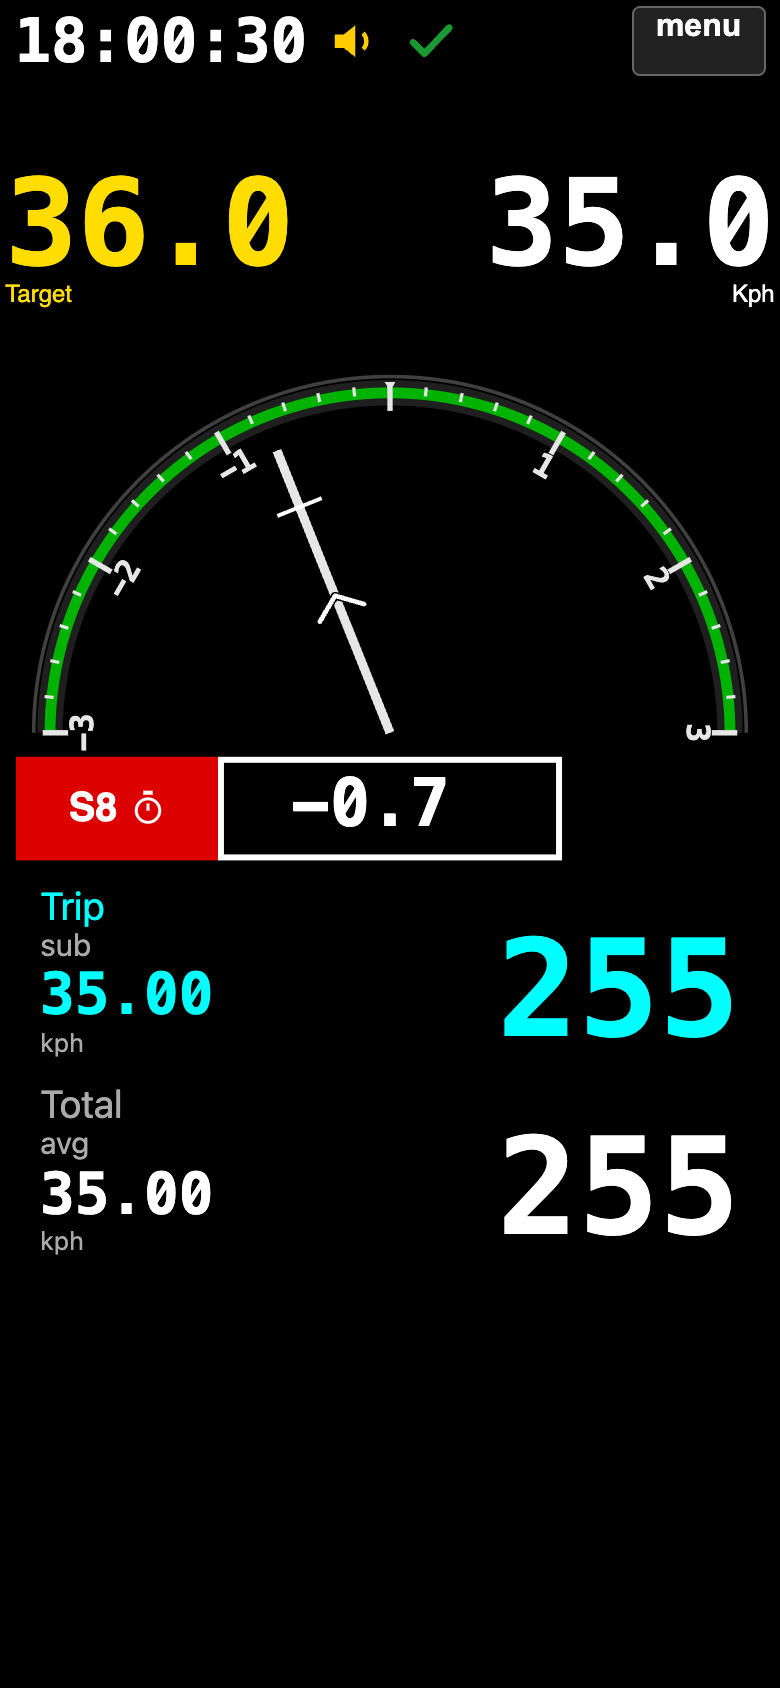 18:00:30 menu
36.0 35.0
Target Kph
-3 -2 -1 1 2 3
S8 -0.7
Trip
sub
35.00 255
kph
Total
avg
35.00 255
kph